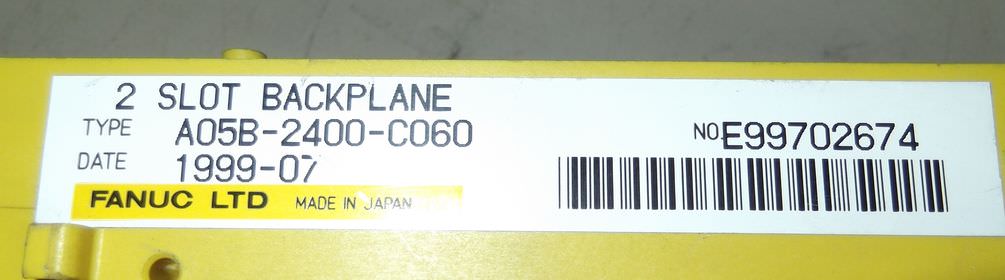 2 SLOT BACKPLANE
TYPE A05B-2400-C060
DATE 1999-07
NO.E99702674
FANUC LTD MADE IN JAPAN